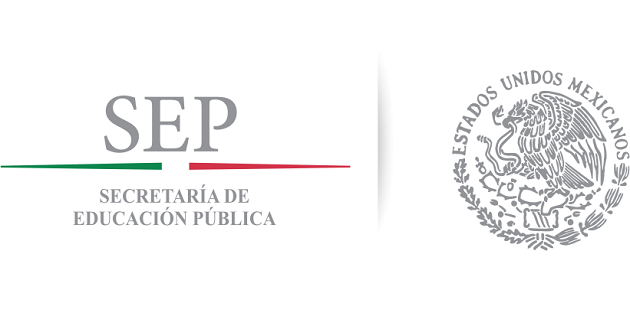 SEP
SECRETARÍA DE
EDUCACIÓN PÚBLICA
ESTADOS UNIDOS MEXICANOS